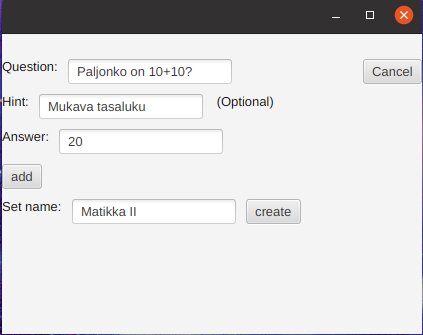 Question: Paljonko on 10+10? Cancel
Hint: Mukava tasaluku (Optional)
Answer: 20
add
Set name: Matikka II create